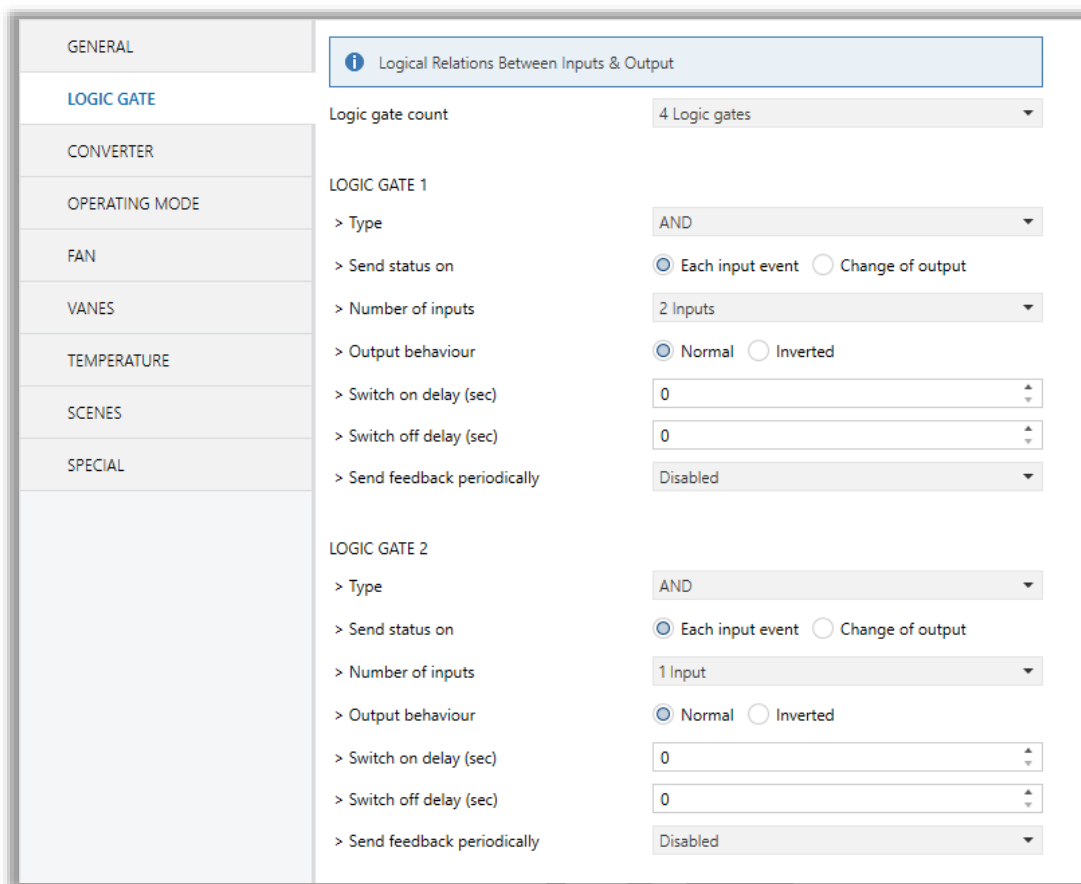 GENERAL
LOGIC GATE
CONVERTER
OPERATING MODE
FAN
VANES
TEMPERATURE
SCENES
SPECIAL
Logical Relations Between Inputs & Output
Logic gate count 4 Logic gates
LOGIC GATE 1
> Type AND
> Send status on Each input event Change of output
> Number of inputs 2 Inputs
> Output behaviour Normal Inverted
> Switch on delay (sec) 0
> Switch off delay (sec) 0
> Send feedback periodically Disabled
LOGIC GATE 2
> Type AND
> Send status on Each input event Change of output
> Number of inputs 1 Input
> Output behaviour Normal Inverted
> Switch on delay (sec) 0
> Switch off delay (sec) 0
> Send feedback periodically Disabled